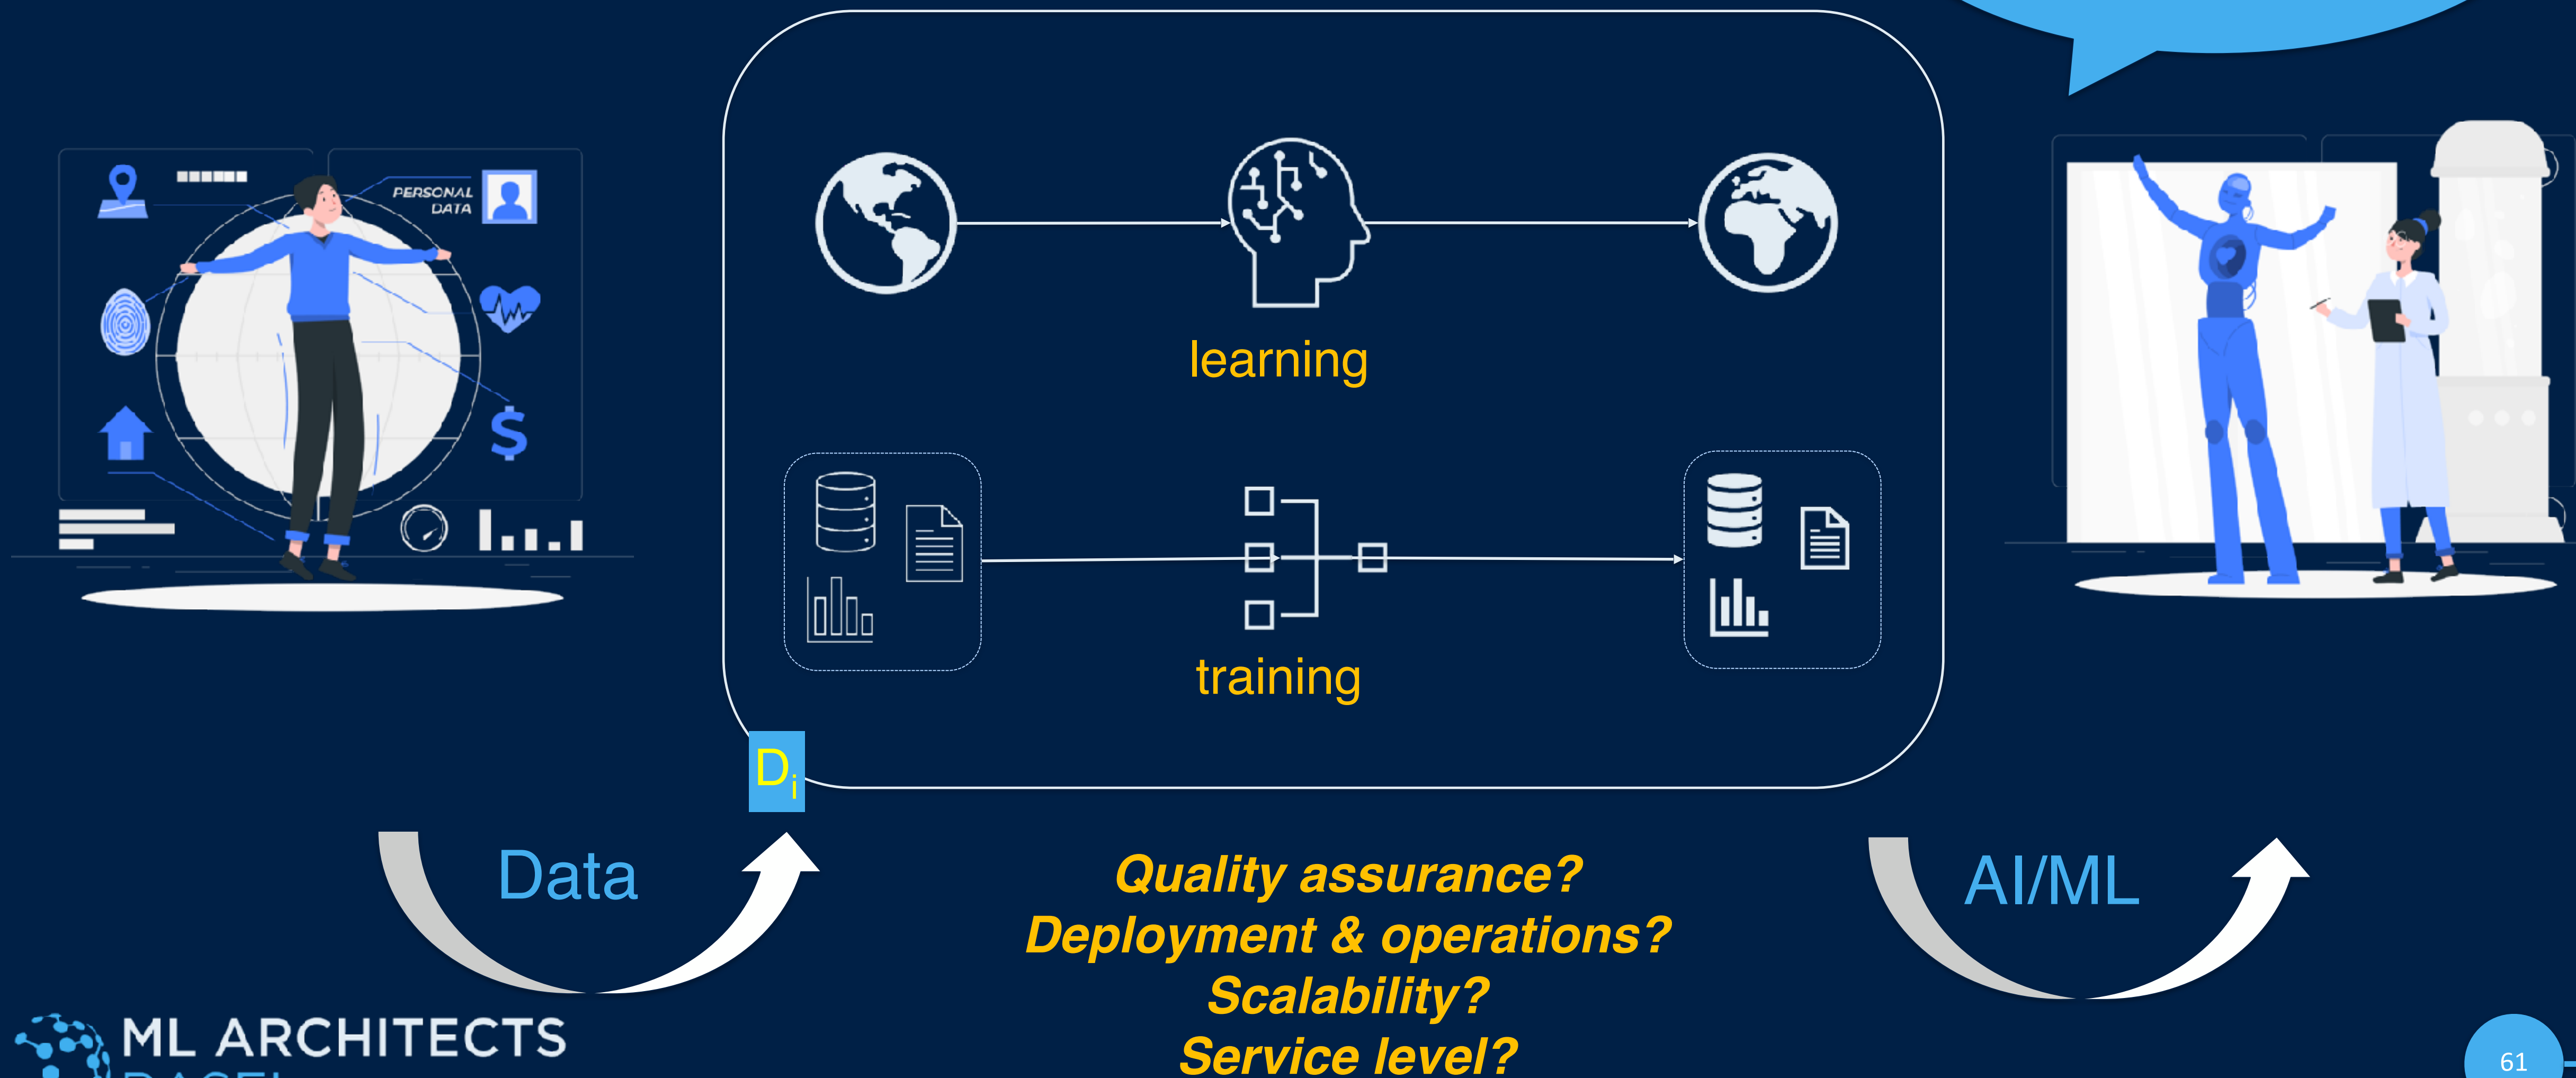 PERSONAL
DATA
learning
training
Di
Data
Quality assurance?
Deployment & operations?
Scalability?
Service level?
AI/ML
ML ARCHITECTS
61